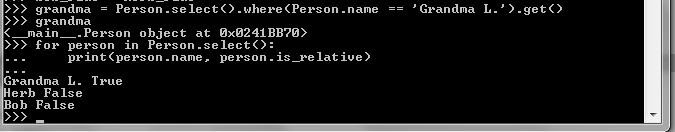 >>> grandma = Person.select().where(Person.name == 'Grandma L.').get()
>>> grandma
<__main__.Person object at 0x0241BB70>
>>> for person in Person.select():
...     print(person.name, person.is_relative)
...
Grandma L. True
Herb False
Bob False
>>> _